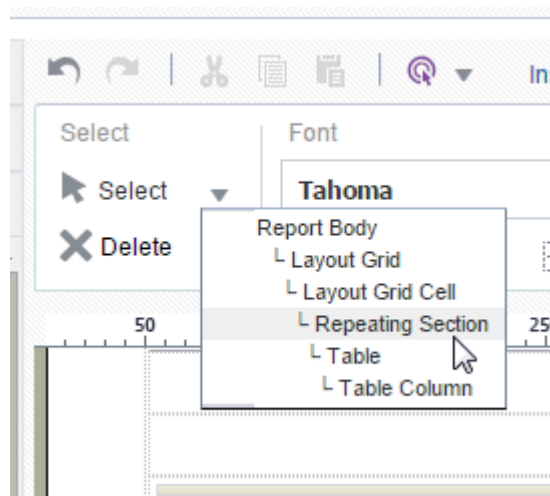 Select
Font
Select
Tahoma
Delete
Report Body
Layout Grid
Layout Grid Cell
Repeating Section
Table
Table Column
50